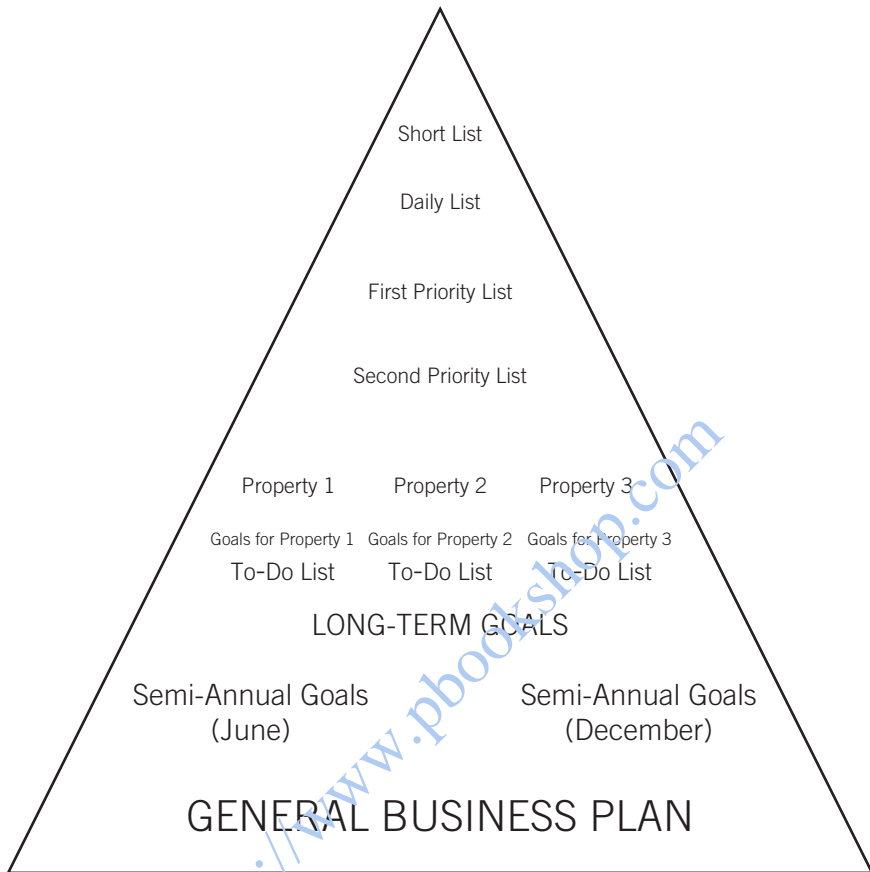 Short List
Daily List
First Priority List
Second Priority List
Property 1 Property 2 Property 3
Goals for Property 1 Goals for Property 2 Goals for Property 3
To-Do List To-Do List To-Do List
LONG-TERM GOALS
Semi-Annual Goals Semi-Annual Goals
(June) (December)
GENERAL BUSINESS PLAN
://www.pbookshop.com